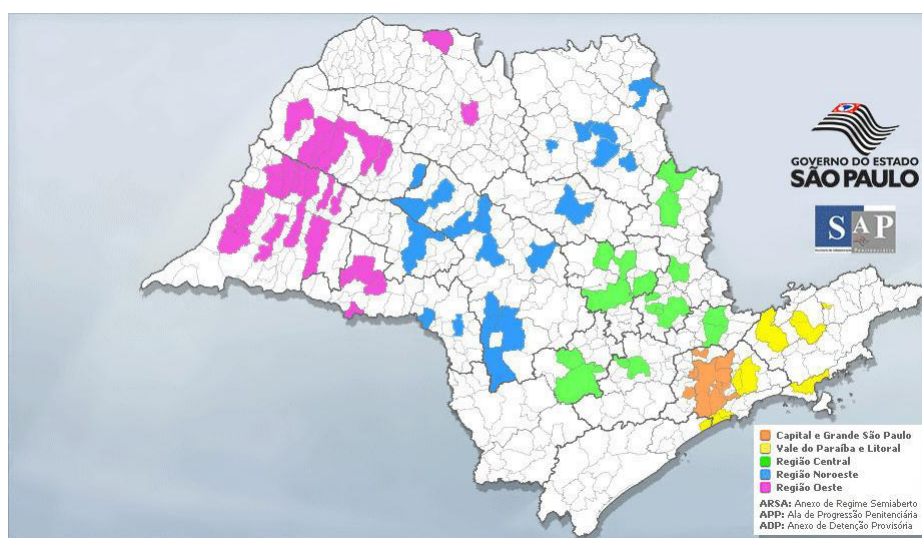 GOVERNO DO ESTADO
SÃO PAULO
SAP
Capital e Grande São Paulo
Vale do Paraíba e Litoral
Região Central
Região Noroeste
Região Oeste
ARSA: Anexo de Regime Semiaberto
APP: Ala de Progressão Penitenciária
ADP: Anexo de Detenção Provisória